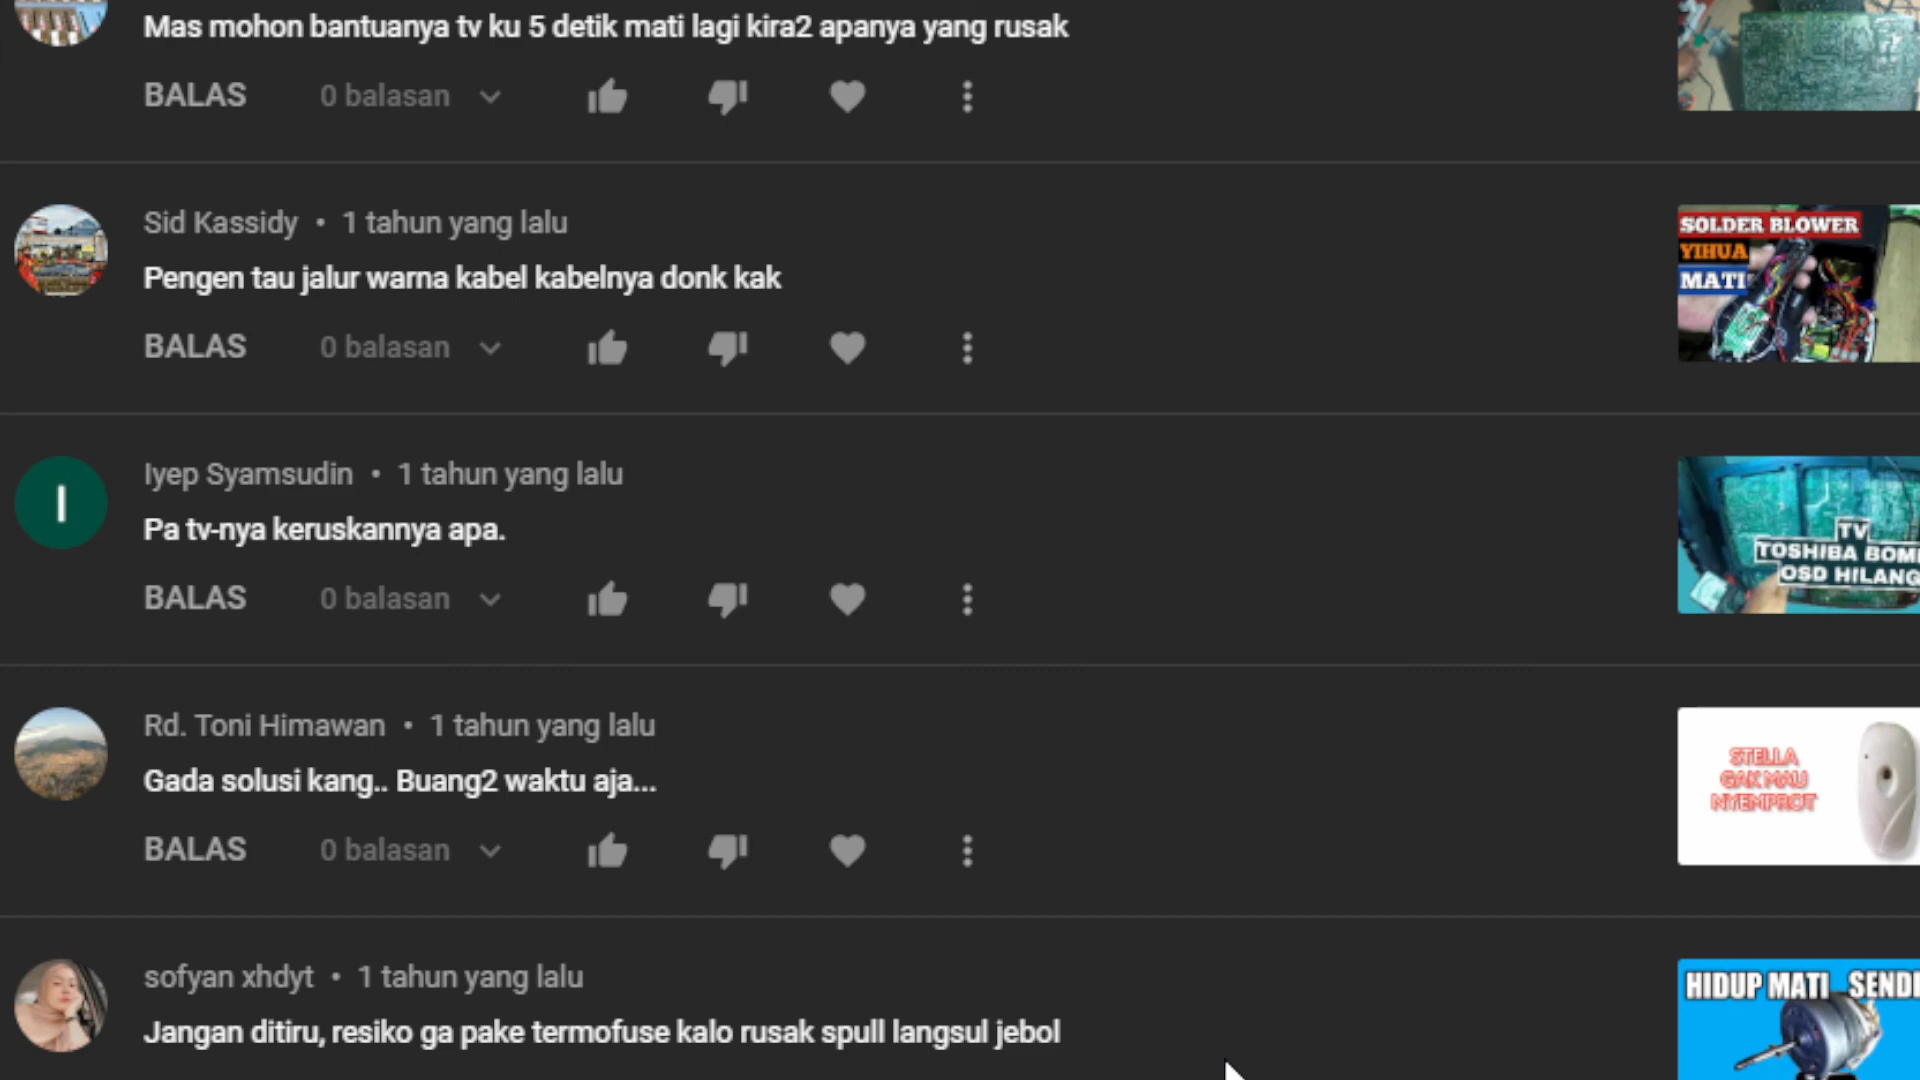 Mas mohon bantuanya tv ku 5 detik mati lagi kira2 apanya yang rusak
BALAS 0 balasan
Sid Kassidy • 1 tahun yang lalu
Pengen tau jalur warna kabel kabelnya donk kak
BALAS 0 balasan
SOLDER BLOWER
YIHUA
MATI
Iyep Syamsudin • 1 tahun yang lalu
Pa tv-nya keruskannya apa.
BALAS 0 balasan
I
TV
TOSHIBA BOM
OSD HILANG
Rd. Toni Himawan • 1 tahun yang lalu
Gada solusi kang.. Buang2 waktu aja...
BALAS 0 balasan
STELLA
GAK MAU
NYEMPROT
sofyan xhdyt • 1 tahun yang lalu
Jangan ditiru, resiko ga pake termofuse kalo rusak spull langsul jebol
HIDUP MATI SENDI